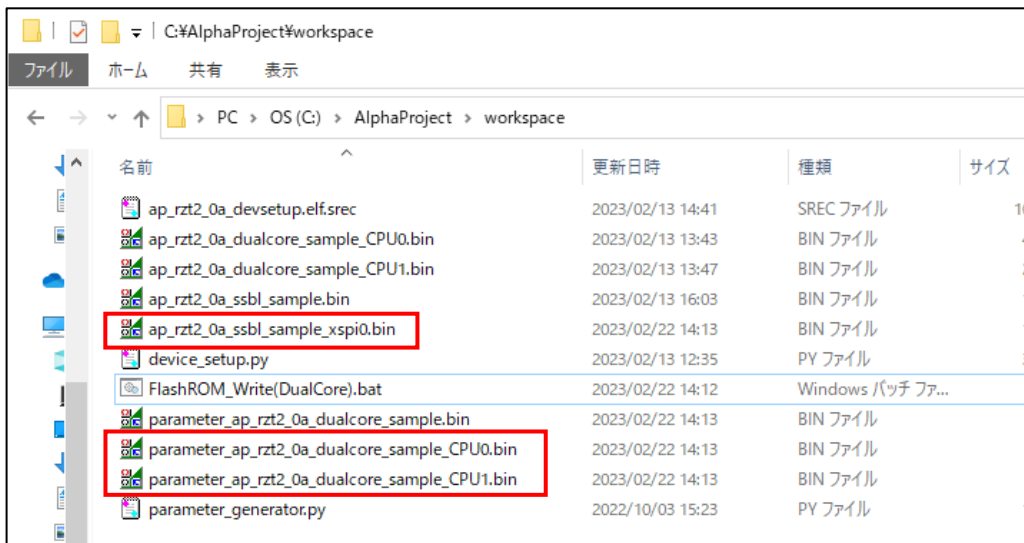 C:¥AlphaProject¥workspace
ファイル ホーム 共有 表示
PC > OS (C:) > AlphaProject > workspace
名前 更新日時 種類 サイズ
ap_rzt2_0a_devsetup.elf.srec 2023/02/13 14:41 SREC ファイル
ap_rzt2_0a_dualcore_sample_CPU0.bin 2023/02/13 13:43 BIN ファイル
ap_rzt2_0a_dualcore_sample_CPU1.bin 2023/02/13 13:47 BIN ファイル
ap_rzt2_0a_ssbl_sample.bin 2023/02/13 16:03 BIN ファイル
ap_rzt2_0a_ssbl_sample_xspi0.bin 2023/02/22 14:13 BIN ファイル
device_setup.py 2023/02/13 12:35 PY ファイル
FlashROM_Write(DualCore).bat 2023/02/22 14:12 Windows バッチ ファ...
parameter_ap_rzt2_0a_dualcore_sample.bin 2023/02/22 14:13 BIN ファイル
parameter_ap_rzt2_0a_dualcore_sample_CPU0.bin 2023/02/22 14:13 BIN ファイル
parameter_ap_rzt2_0a_dualcore_sample_CPU1.bin 2023/02/22 14:13 BIN ファイル
parameter_generator.py 2022/10/03 15:23 PY ファイル